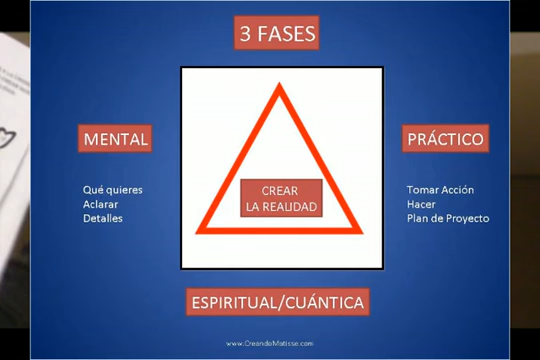 3 FASES
MENTAL
Qué quieres
Aclarar
Detalles
CREAR
LA REALIDAD
PRÁCTICO
Tomar Acción
Hacer
Plan de Proyecto
ESPIRITUAL/CUÁNTICA
www.CreandoMatisse.com